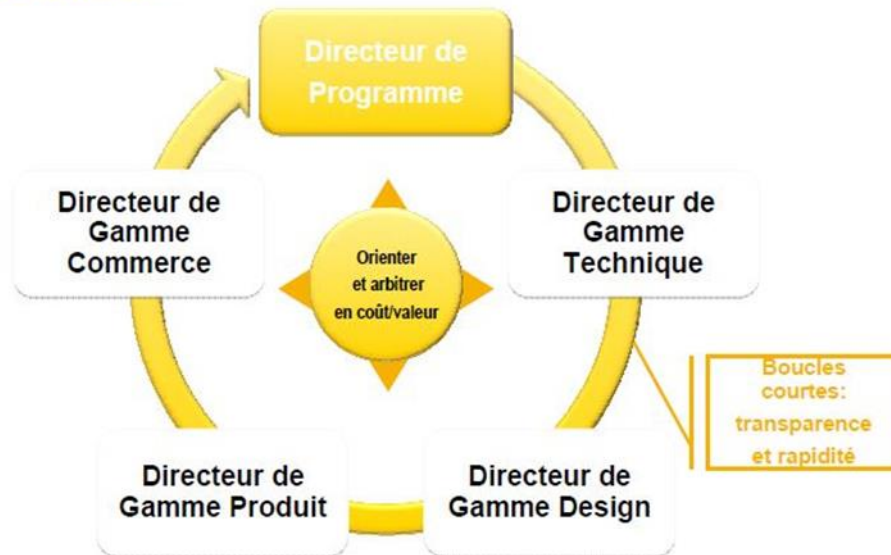 Directeur de
Programme
Directeur de
Gamme
Commerce
Directeur de
Gamme
Technique
Orienter
et arbitrer
en coût/valeur
Boucles
courtes:
transparence
et rapidité
Directeur de
Gamme Produit
Directeur de
Gamme Design